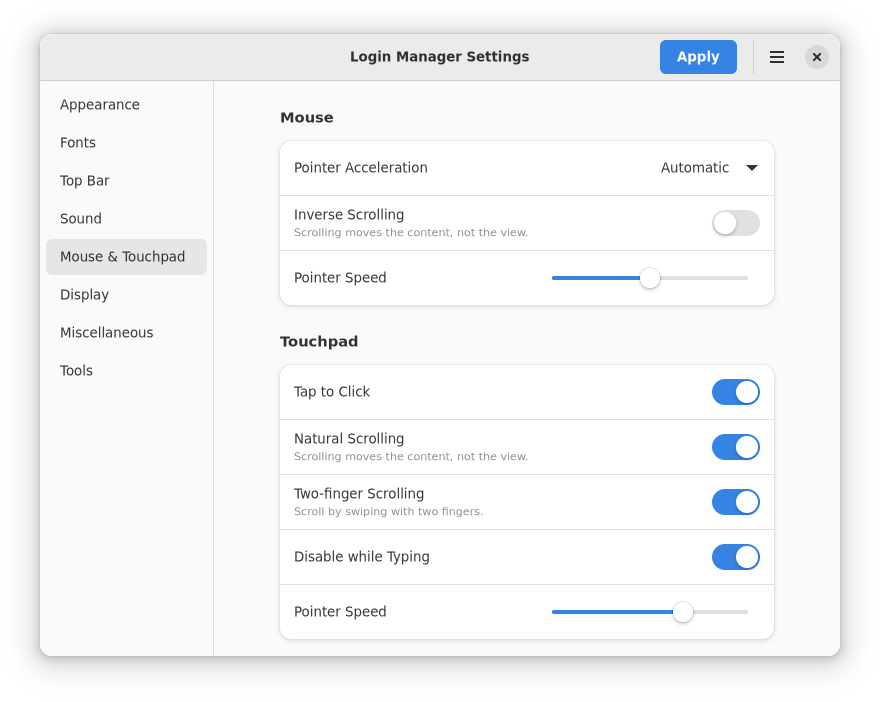 Login Manager Settings
Apply
Appearance
Fonts
Top Bar
Sound
Mouse & Touchpad
Display
Miscellaneous
Tools
Mouse
Pointer Acceleration
Automatic
Inverse Scrolling
Scrolling moves the content, not the view.
Pointer Speed
Touchpad
Tap to Click
Natural Scrolling
Scrolling moves the content, not the view.
Two-finger Scrolling
Scroll by swiping with two fingers.
Disable while Typing
Pointer Speed